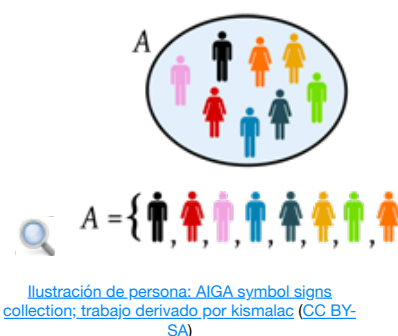 A
A = { , , , , , , ,
Ilustración de persona: AIGA symbol signs
collection; trabajo derivado por kismalac (CC BY-
SA)